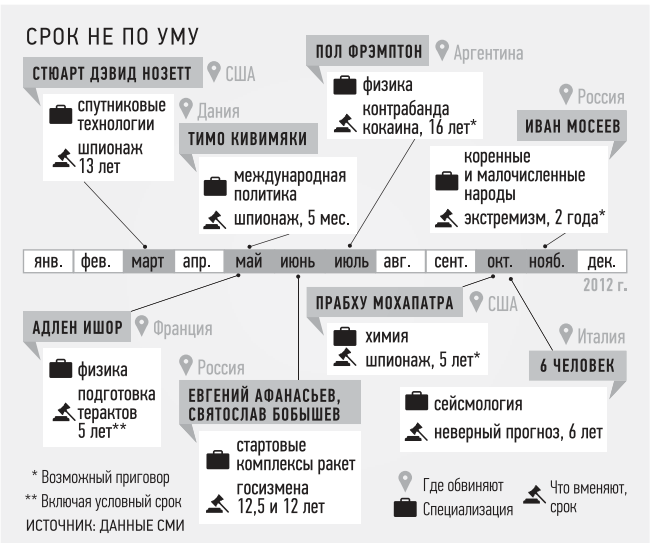 СРОК НЕ ПО УМУ
СТЮАРТ ДЭВИД НОЗЕТТ
США
спутниковые
технологии
шпионаж
13 лет
Дания
ТИМО КИВИМЯКИ
международная
политика
шпионаж, 5 мес.
ПОЛ ФРЭМПТОН
Аргентина
физика
контрабанда
кокаина, 16 лет*
Россия
ИВАН МОСЕЕВ
коренные
и малочисленные
народы
экстремизм, 2 года*
янв. фев. март апр. май июнь июль авг. сент. окт. нояб. дек.
2012 г.
АДЛЕН ИШОР
Франция
физика
подготовка
терактов
5 лет**
Россия
ЕВГЕНИЙ АФАНАСЬЕВ,
СВЯТОСЛАВ БОБЫШЕВ
стартовые
комплексы ракет
госизмена
12,5 и 12 лет
ПРАБХУ МОХАПАТРА
США
химия
шпионаж, 5 лет*
Италия
6 ЧЕЛОВЕК
сейсмология
неверный прогноз, 6 лет
* Возможный приговор
** Включая условный срок
ИСТОЧНИК: ДАННЫЕ СМИ
Где обвиняют
Специализация
Что вменяют,
срок